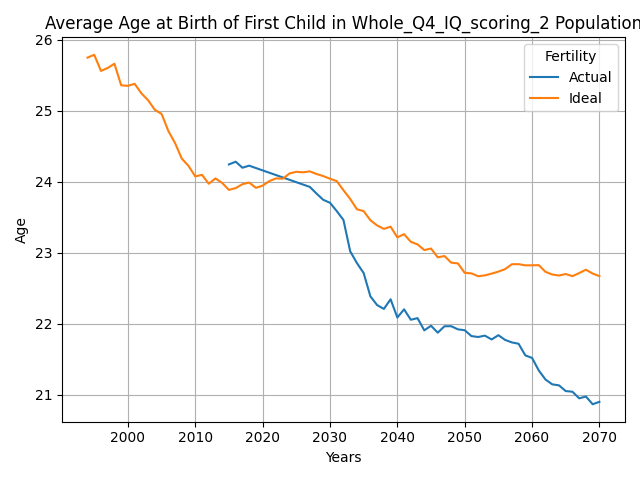 Average Age at Birth of First Child in Whole_Q4_IQ_scoring_2 Population
26
25
24
23
22
21
Age
Fertility
Actual
Ideal
2000 2010 2020 2030 2040 2050 2060 2070
Years